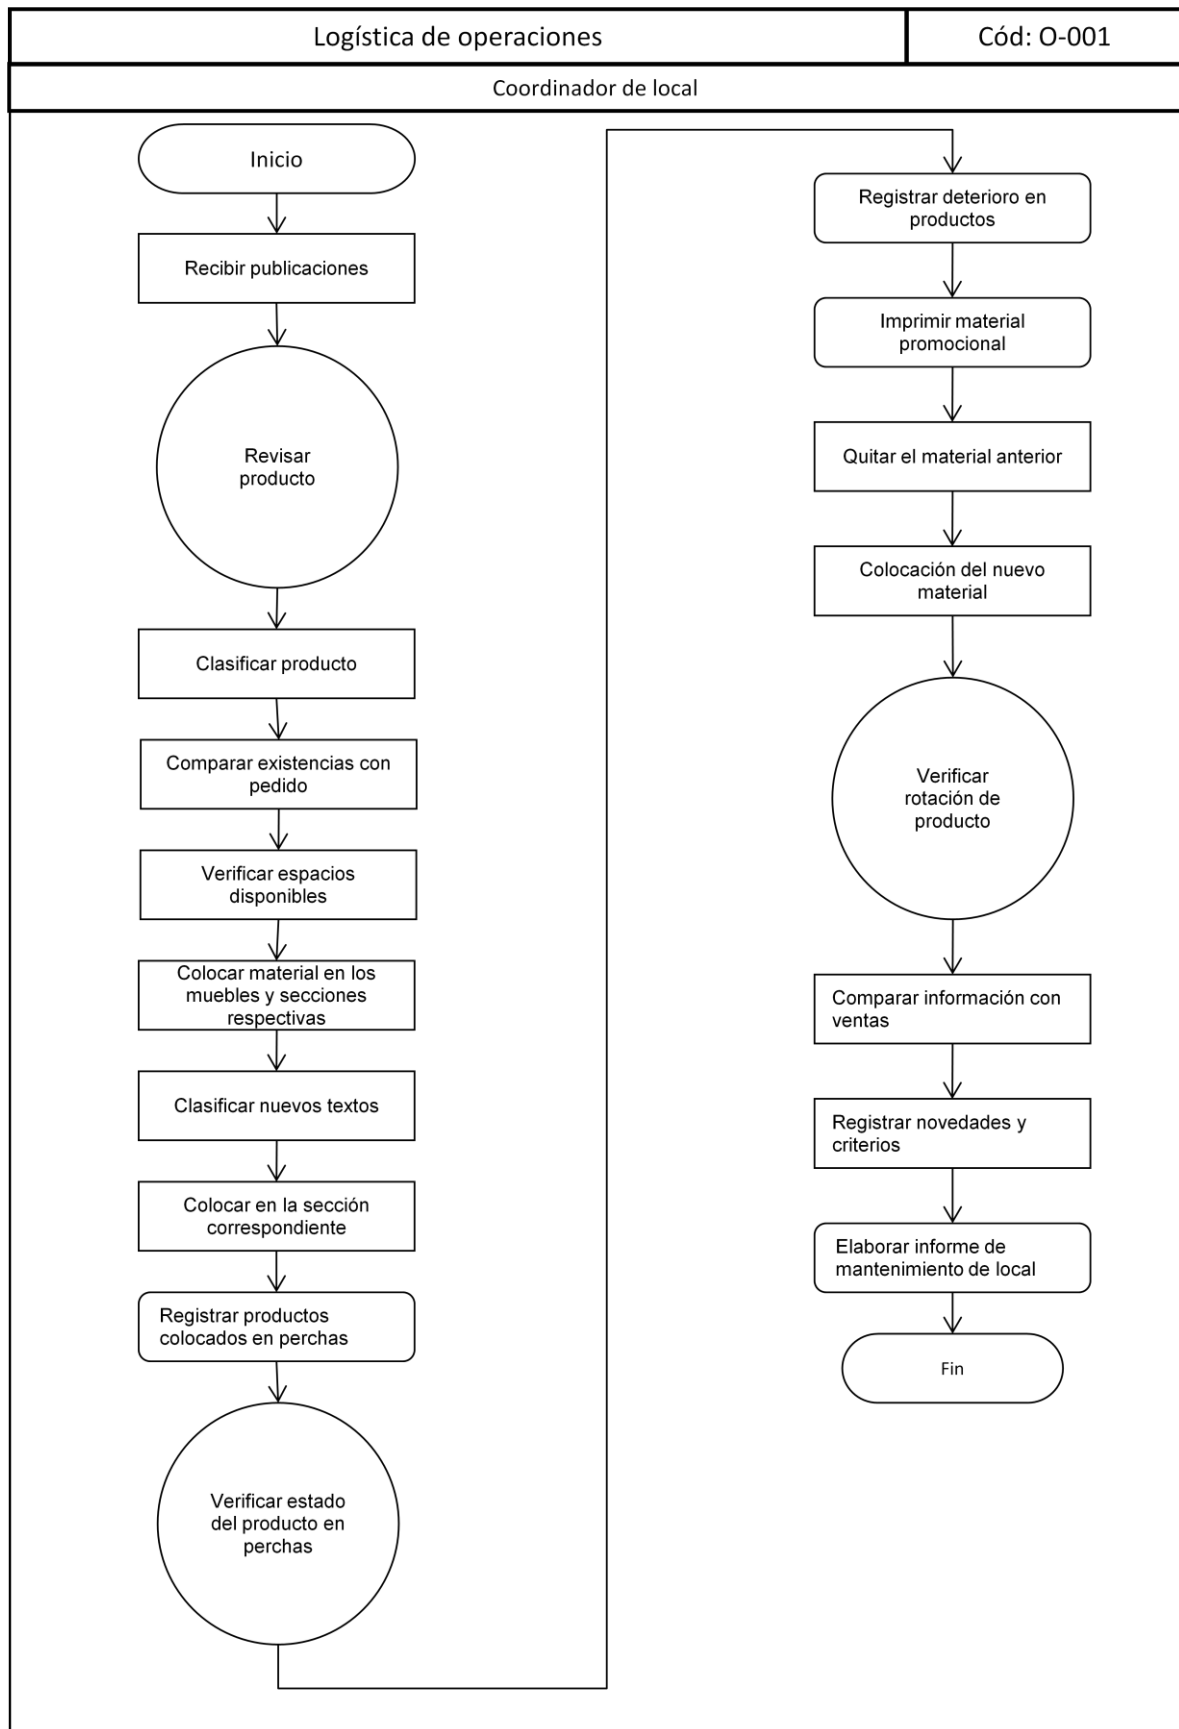 Logística de operaciones
Cód: O-001
Coordinador de local
Inicio
Recibir publicaciones
Revisar
producto
Clasificar producto
Comparar existencias con
pedido
Verificar espacios
disponibles
Colocar material en los
muebles y secciones
respectivas
Clasificar nuevos textos
Colocar en la sección
correspondiente
Registrar productos
colocados en perchas
Verificar estado
del producto en
perchas
Registrar deterioro en
productos
Imprimir material
promocional
Quitar el material anterior
Colocación del nuevo
material
Verificar
rotación de
producto
Comparar información con
ventas
Registrar novedades y
criterios
Elaborar informe de
mantenimiento de local
Fin